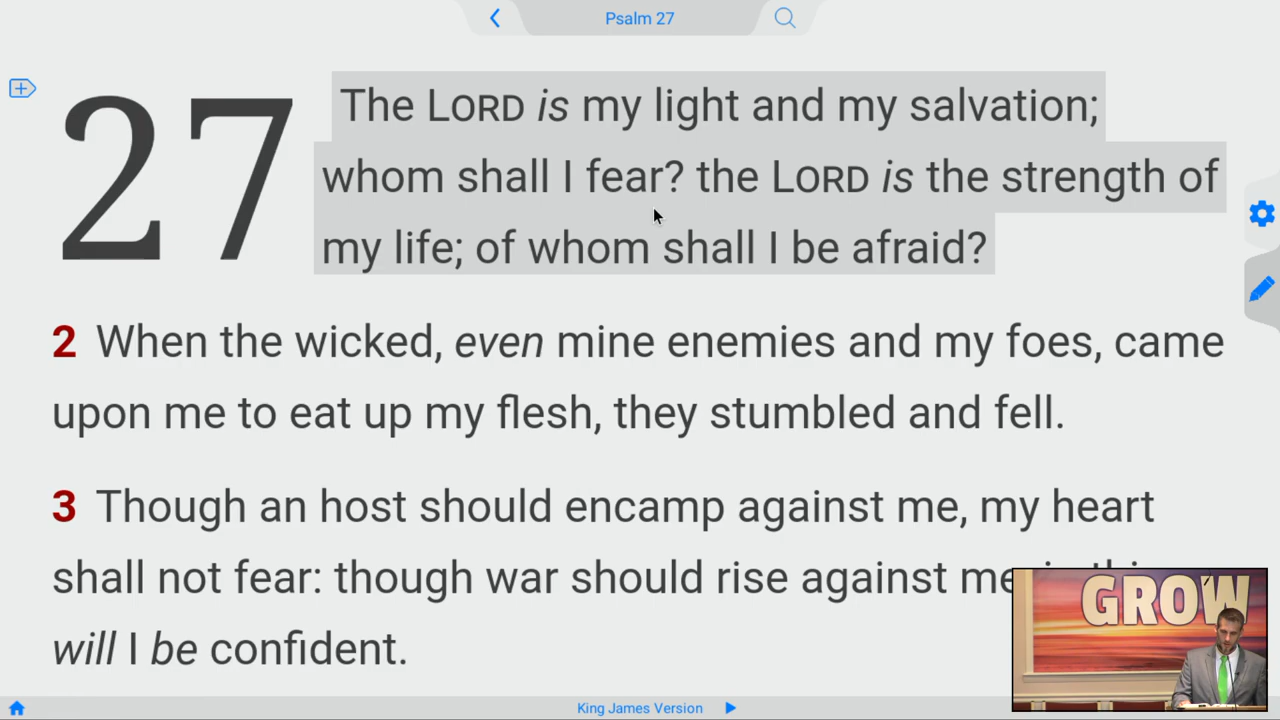 Psalm 27
27 The LORD is my light and my salvation;
whom shall I fear? the LORD is the strength of
my life; of whom shall I be afraid?
2 When the wicked, even mine enemies and my foes, came
upon me to eat up my flesh, they stumbled and fell.
3 Though an host should encamp against me, my heart
shall not fear: though war should rise against me
will I be confident.
GROW
King James Version